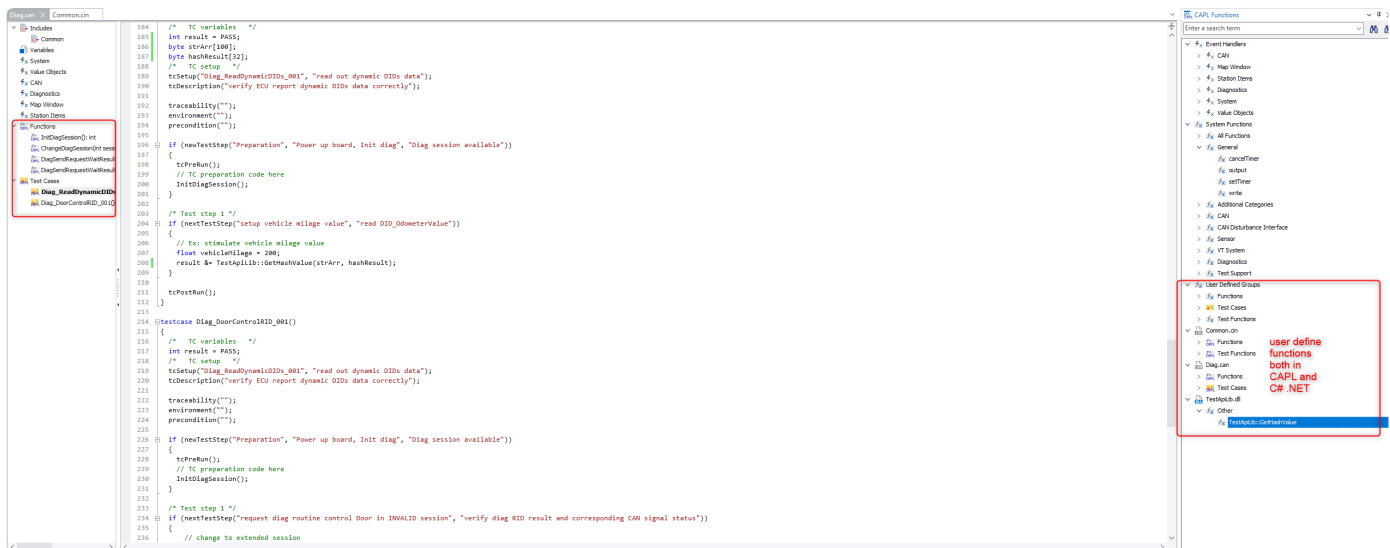 Diag.can
Common.cin
Includes
Common
Variables
System
Value Objects
CAN
Diagnostics
Map Window
Station Items
Functions
InitDiagSession(): int
ChangeDiagSession(int sess
DiagSendRequestWaitResult
DiagSendRequestWaitResult
Test Cases
Diag_ReadDynamicDIDs
Diag_DoorControlRID_001()
184 /* TC variables */
185 int result = PASS;
186 byte strArr[100];
187 byte hashResult[32];
188 /* TC setup */
189 tcSetup("Diag_ReadDynamicDIDs_001", "read out dynamic DIDs data");
190 tcDescription("verify ECU report dynamic DIDs data correctly");
191
192 traceability("");
193 environment("");
194 precondition("");
195
196 if (newTestStep("Preparation", "Power up board, Init diag", "Diag session available"))
197 {
198 tcPreRun();
199 // TC preparation code here
200 InitDiagSession();
201 }
202
203 /* Test step 1 */
204 if (nextTestStep("setup vehicle milage value", "read DID_OdometerValue"))
205 {
206 // Ex: stimulate vehicle milage value
207 float vehicleMilage = 200;
208 result &= TestApiLib::GetHashValue(strArr, hashResult);
209 }
210
211 tcPostRun();
212 }
213
214 testcase Diag_DoorControlRID_001()
215 {
216 /* TC variables */
217 int result = PASS;
218 /* TC setup */
219 tcSetup("Diag_ReadDynamicDIDs_001", "read out dynamic DIDs data");
220 tcDescription("verify ECU report dynamic DIDs data correctly");
221
222 traceability("");
223 environment("");
224 precondition("");
225
226 if (newTestStep("Preparation", "Power up board, Init diag", "Diag session available"))
227 {
228 tcPreRun();
229 // TC preparation code here
230 InitDiagSession();
231 }
232
233 /* Test step 1 */
234 if (nextTestStep("request diag routine control Door in INVALID session", "verify diag RID result and corresponding CAN signal status"))
235 {
236 // change to extended session
CAPL Functions
Enter a search term
Event Handlers
CAN
Map Window
Station Items
Diagnostics
System
Value Objects
System Functions
All Functions
General
cancelTimer
output
setTimer
write
Additional Categories
CAN
CAN Disturbance Interface
Sensor
VT System
Diagnostics
Test Support
User Defined Groups
Functions
Test Cases
Test Functions
Common.cin
Functions
Test Functions
Diag.can
Functions
Test Cases
TestApiLib.dll
Other
TestApiLib::GetHashValue
user define
functions
both in
CAPL and
C# .NET